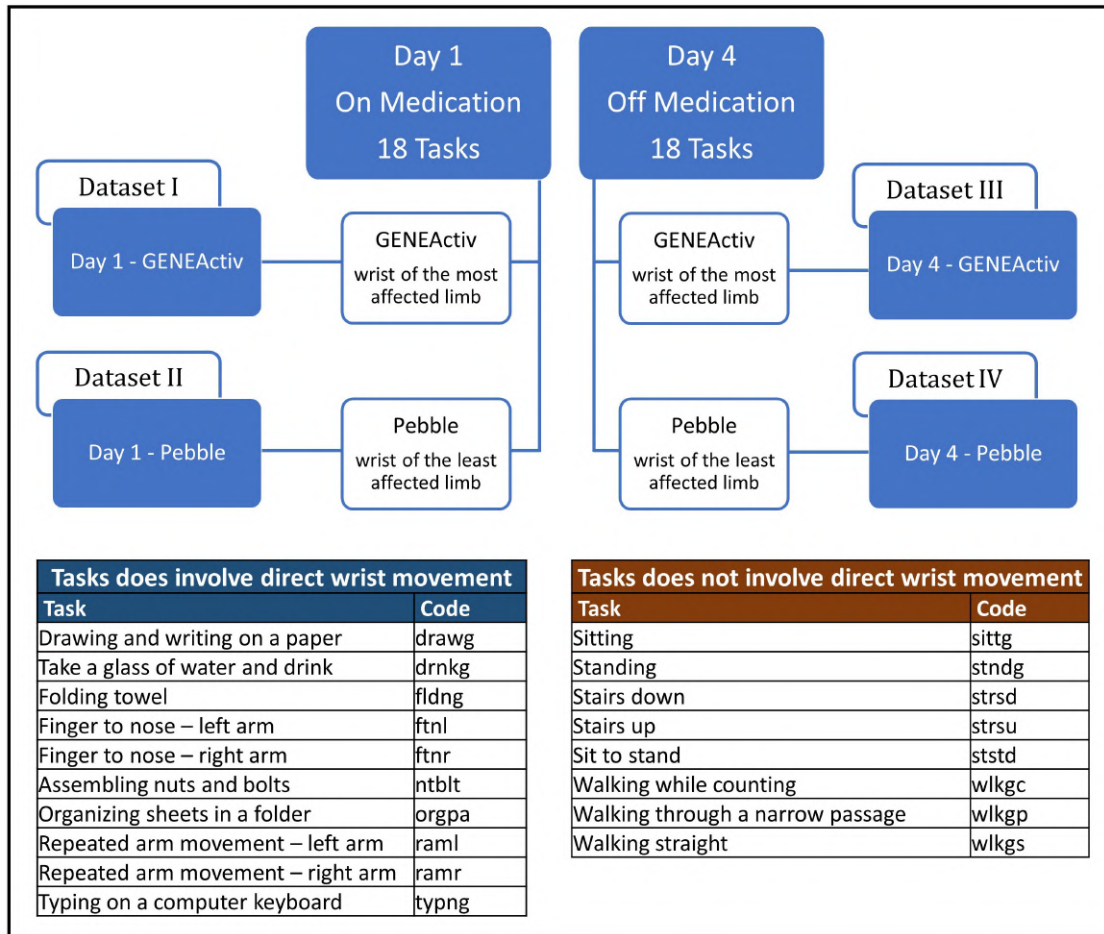 Day 1
On Medication
18 Tasks
Day 4
Off Medication
18 Tasks
Dataset I
Day 1 - GENEActiv
GENEActiv
wrist of the most
affected limb
GENEActiv
wrist of the most
affected limb
Dataset III
Day 4 - GENEActiv
Dataset II
Day 1 - Pebble
Pebble
wrist of the least
affected limb
Pebble
wrist of the least
affected limb
Dataset IV
Day 4 - Pebble
Tasks does involve direct wrist movement
Task Code
Drawing and writing on a paper drawg
Take a glass of water and drink drnkg
Folding towel fldng
Finger to nose – left arm ftnl
Finger to nose – right arm ftnr
Assembling nuts and bolts ntblt
Organizing sheets in a folder orgpa
Repeated arm movement – left arm raml
Repeated arm movement – right arm ramr
Typing on a computer keyboard typng
Tasks does not involve direct wrist movement
Task Code
Sitting sittg
Standing stndg
Stairs down strsd
Stairs up strsu
Sit to stand ststd
Walking while counting wlkgc
Walking through a narrow passage wlkgp
Walking straight wlkgs